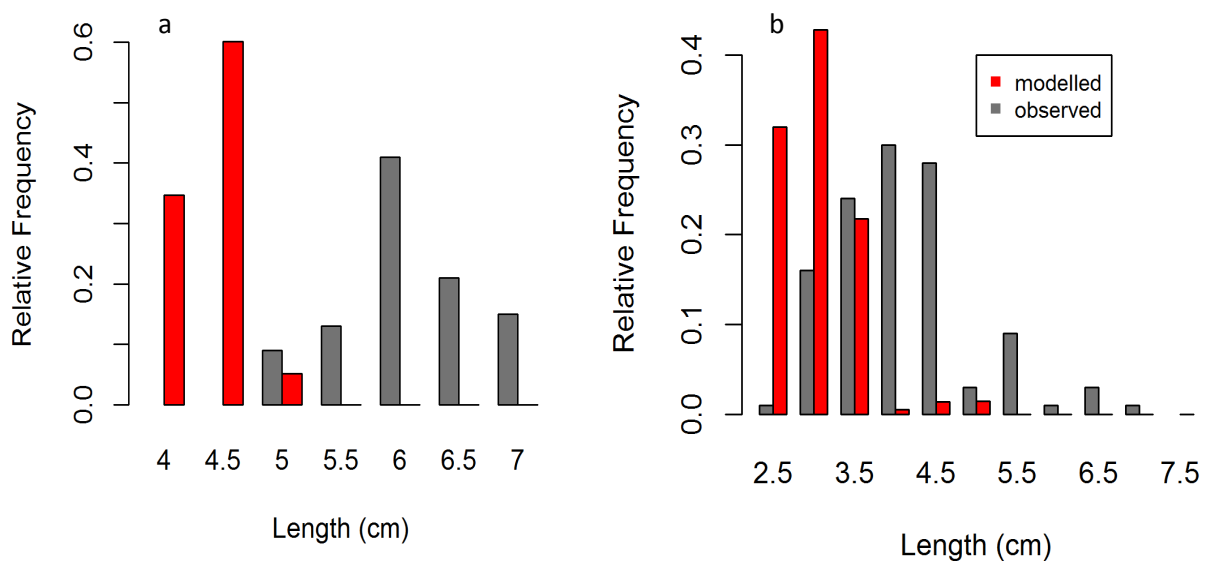 a
Relative Frequency
0.6
0.4
0.2
0.0
4 4.5 5 5.5 6 6.5 7
Length (cm)
b
modelled
observed
Relative Frequency
0.4
0.3
0.2
0.1
0.0
2.5 3.5 4.5 5.5 6.5 7.5
Length (cm)